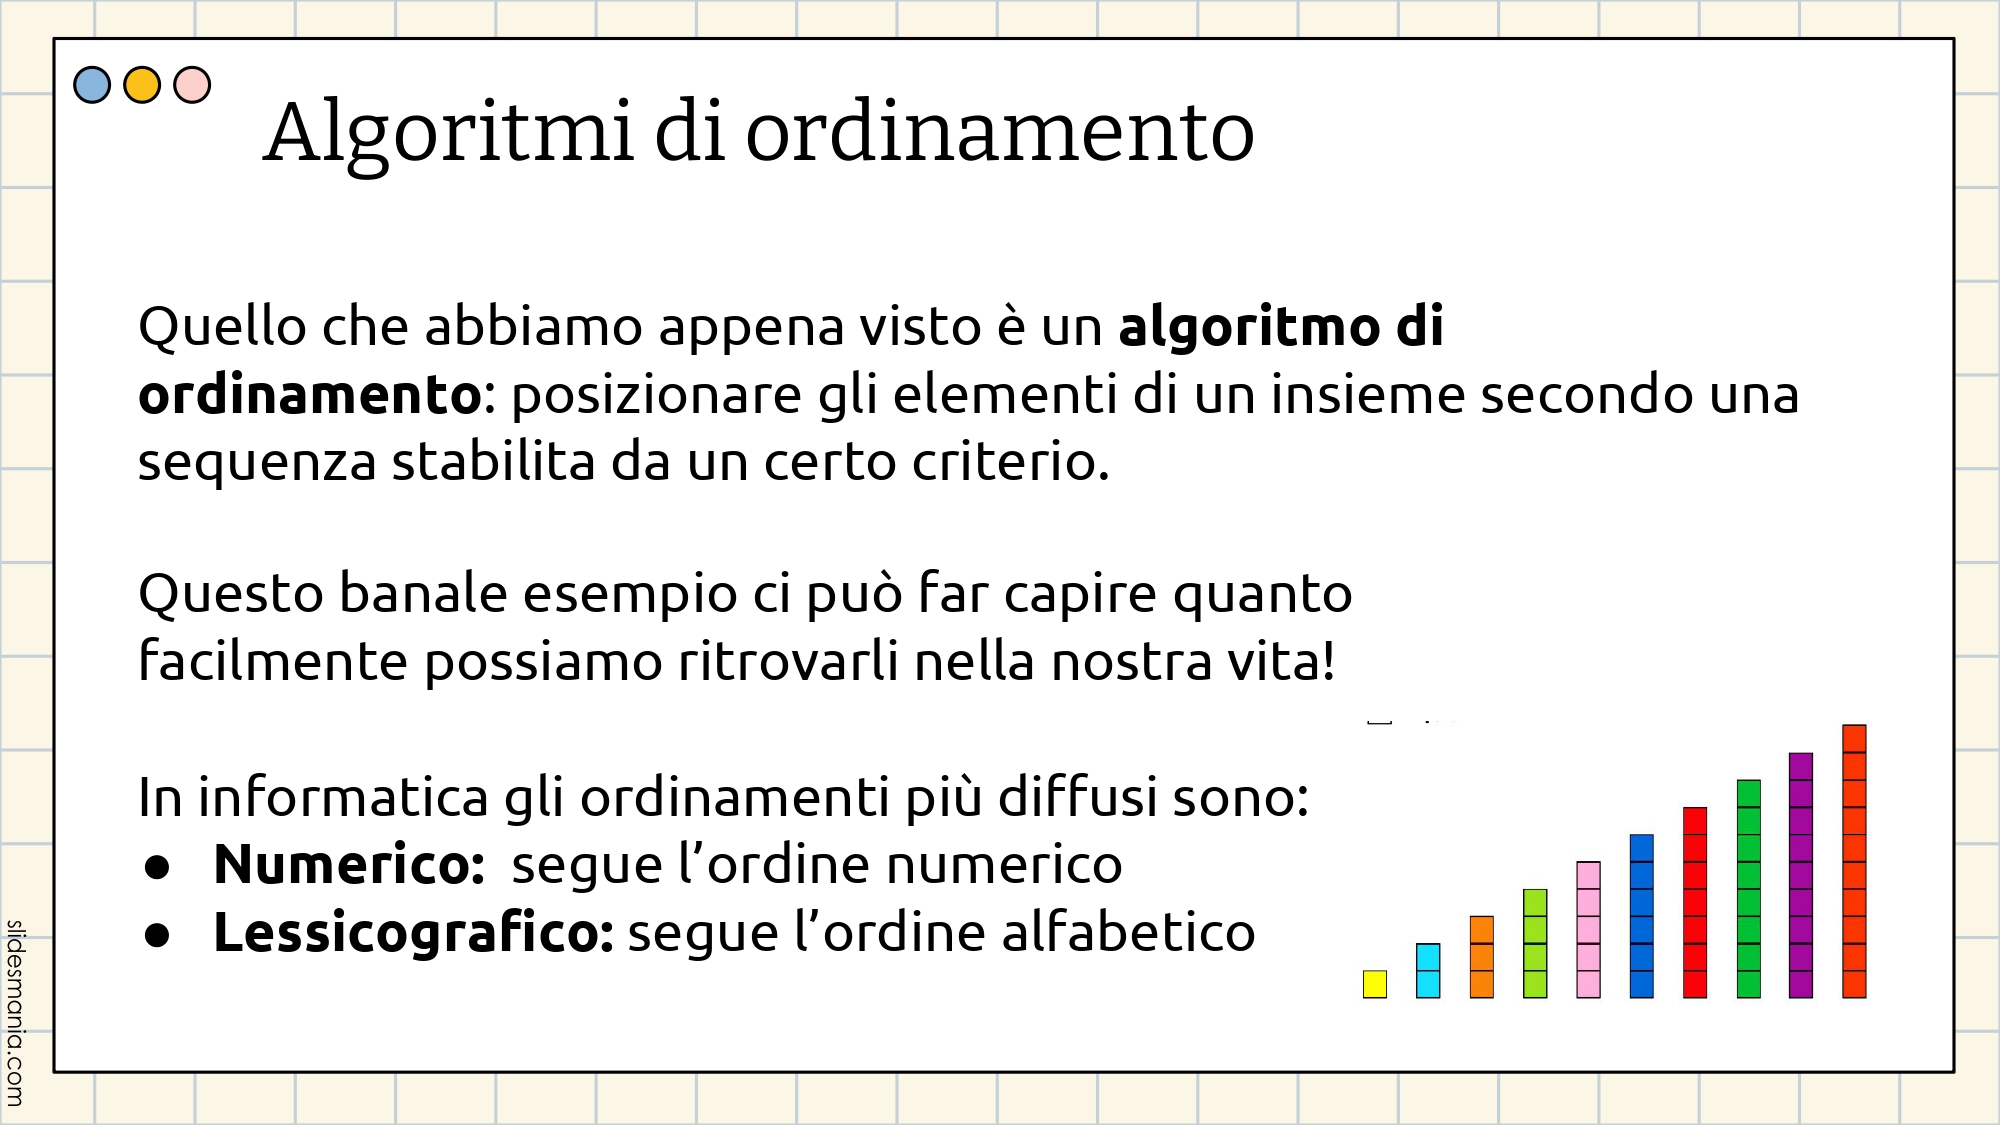 Algoritmi di ordinamento
Quello che abbiamo appena visto è un algoritmo di
ordinamento: posizionare gli elementi di un insieme secondo una
sequenza stabilita da un certo criterio.
Questo banale esempio ci può far capire quanto
facilmente possiamo ritrovarli nella nostra vita!
In informatica gli ordinamenti più diffusi sono:
● Numerico:  segue l’ordine numerico
● Lessicografico: segue l’ordine alfabetico
slidesmania.com